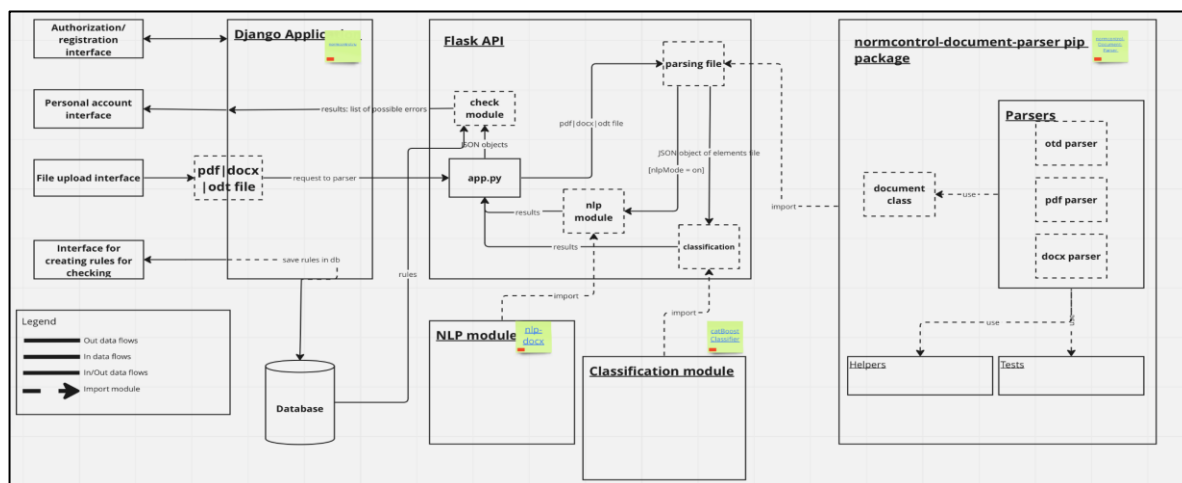 Authorization/
registration
interface
Django Applicatio
Flask API
parsing file
normcontrol-document-parser pip
package
Personal account
interface
results: list of possible errors
check
module
JSON objects
pdf|docx|odt file
Parsers
otd parser
pdf parser
docx parser
File upload interface
pdf|docx
|odt file
request to parser
app.py
JSON object of elements file
[nlpMode = on]
nlp
module
results
results
classification
import
document
class
use
Interface for
creating rules for
checking
save rules in db
rules
import
import
use
use
Legend
Out data flows
In data flows
In/Out data flows
Import module
Database
NLP module
nlp-
docx
catBoost
Classifier
Classification module
Helpers
Tests